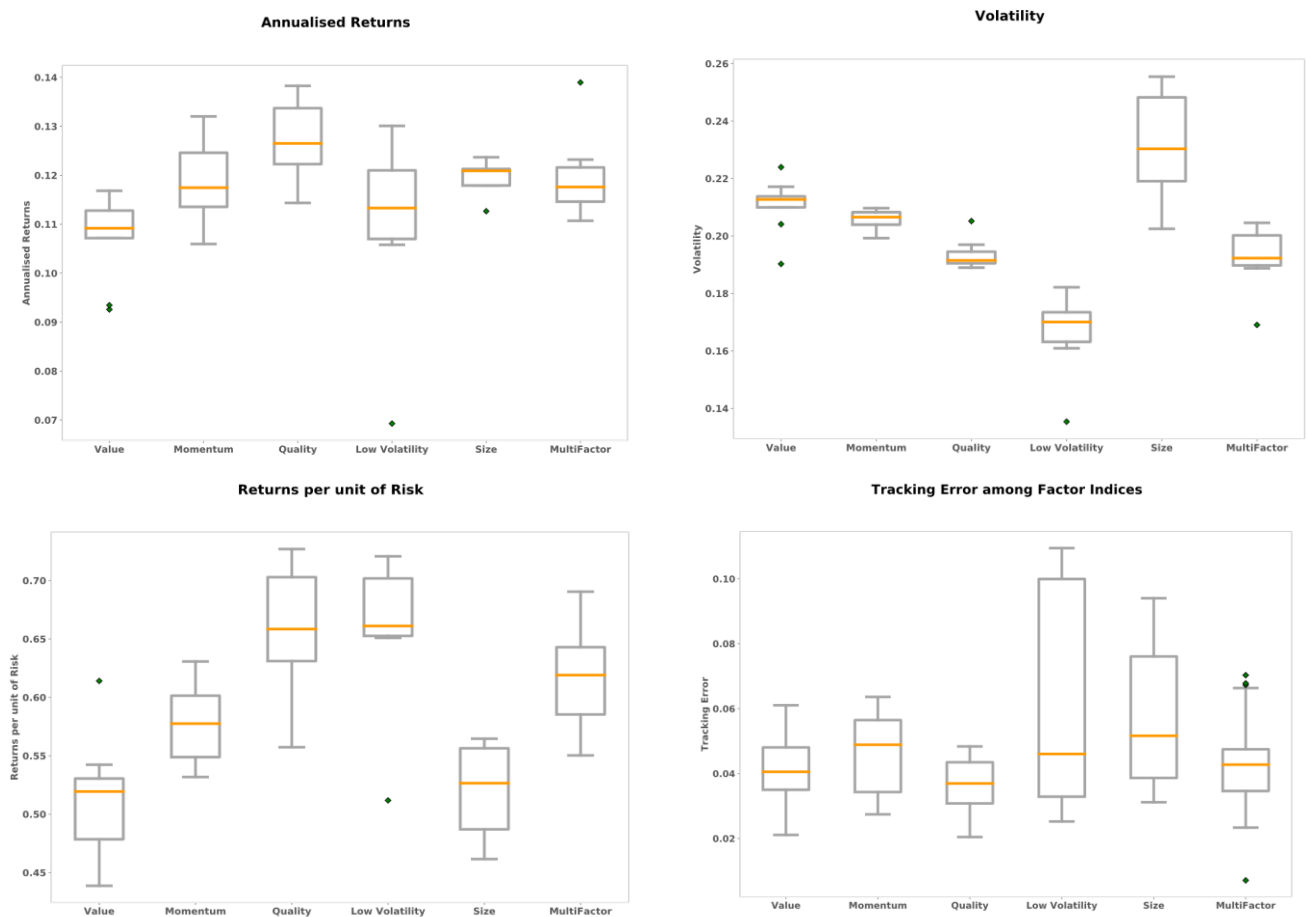 Annualised Returns
Annualised Returns
0.14
0.13
0.12
0.11
0.10
0.09
0.08
0.07
Value Momentum Quality Low Volatility Size MultiFactor
Volatility
Volatility
0.26
0.24
0.22
0.20
0.18
0.16
0.14
Value Momentum Quality Low Volatility Size MultiFactor
Returns per unit of Risk
Returns per unit of Risk
0.70
0.65
0.60
0.55
0.50
0.45
Value Momentum Quality Low Volatility Size MultiFactor
Tracking Error among Factor Indices
Tracking Error
0.10
0.08
0.06
0.04
0.02
Value Momentum Quality Low Volatility Size MultiFactor